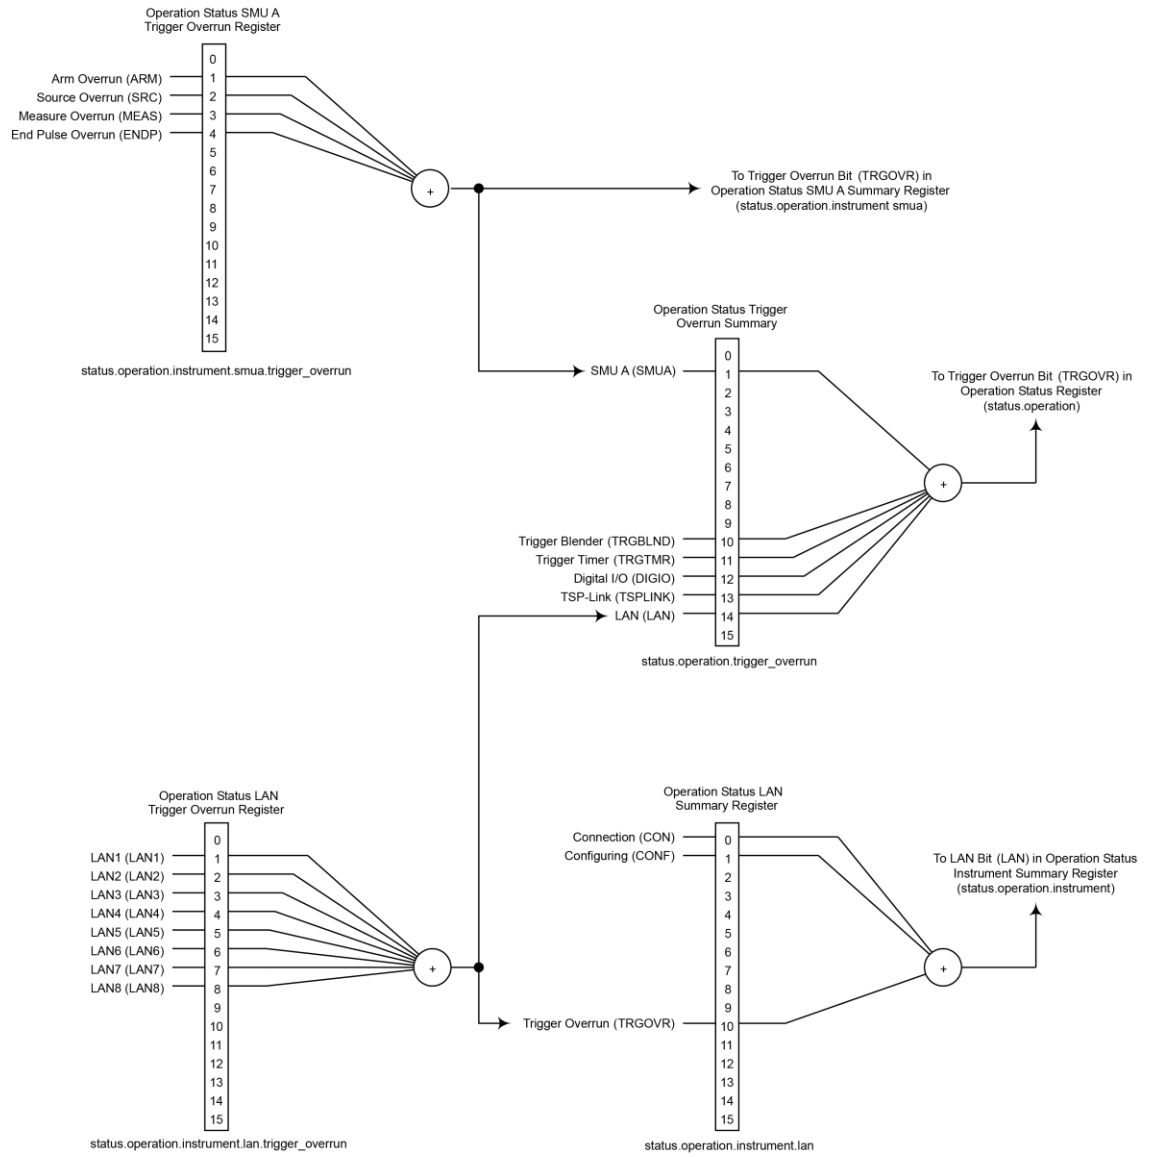 Operation Status SMU A
Trigger Overrun Register
0
Arm Overrun (ARM) 1
Source Overrun (SRC) 2
Measure Overrun (MEAS) 3
End Pulse Overrun (ENDP) 4
5
6
7
8
9
10
11
12
13
14
15
status.operation.instrument.smua.trigger_overrun
+
To Trigger Overrun Bit (TRGOVR) in
Operation Status SMU A Summary Register
(status.operation.instrument smua)
Operation Status Trigger
Overrun Summary
0
SMU A (SMUA) 1
2
3
4
5
6
7
8
9
Trigger Blender (TRGBLND) 10
Trigger Timer (TRGTMR) 11
Digital I/O (DIGIO) 12
TSP-Link (TSPLINK) 13
LAN (LAN) 14
15
status.operation.trigger_overrun
+
To Trigger Overrun Bit (TRGOVR) in
Operation Status Register
(status.operation)
Operation Status LAN
Trigger Overrun Register
0
LAN1 (LAN1) 1
LAN2 (LAN2) 2
LAN3 (LAN3) 3
LAN4 (LAN4) 4
LAN5 (LAN5) 5
LAN6 (LAN6) 6
LAN7 (LAN7) 7
LAN8 (LAN8) 8
9
10
11
12
13
14
15
status.operation.instrument.lan.trigger_overrun
+
Operation Status LAN
Summary Register
Connection (CON) 0
Configuring (CONF) 1
2
3
4
5
6
7
8
9
Trigger Overrun (TRGOVR) 10
11
12
13
14
15
status.operation.instrument.lan
+
To LAN Bit (LAN) in Operation Status
Instrument Summary Register
(status.operation.instrument)